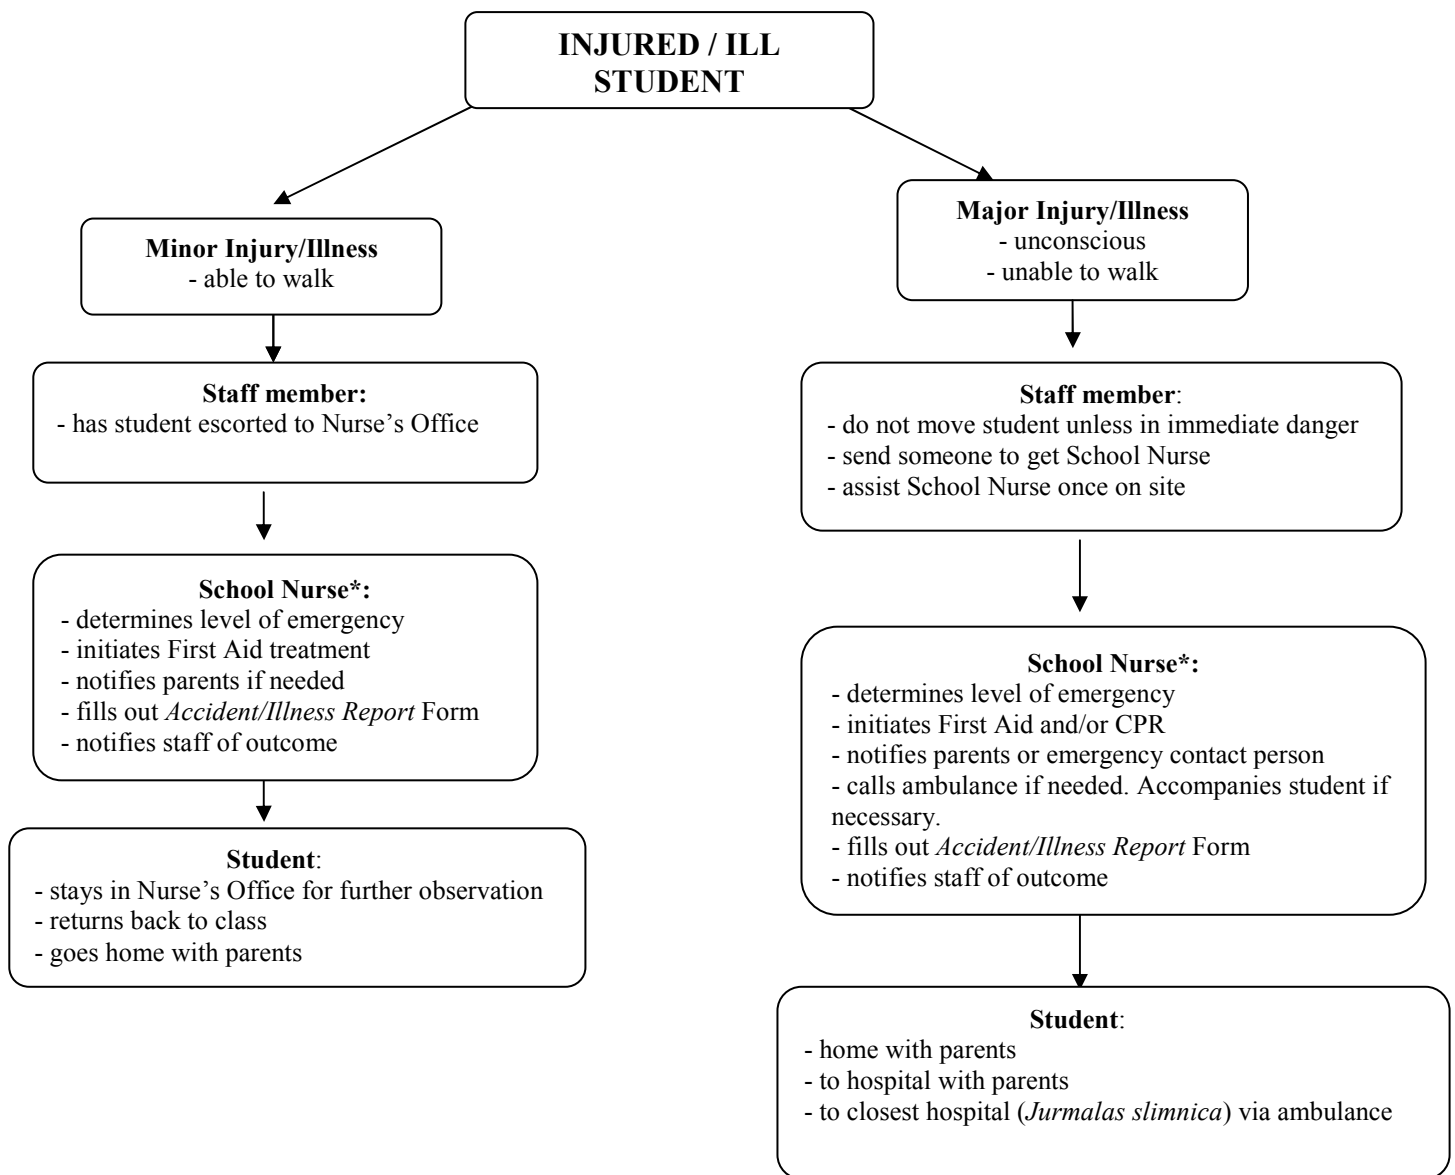 INJURED / ILL
STUDENT
Minor Injury/Illness
- able to walk
Staff member:
- has student escorted to Nurse’s Office
School Nurse*:
- determines level of emergency
- initiates First Aid treatment
- notifies parents if needed
- fills out Accident/Illness Report Form
- notifies staff of outcome
Student:
- stays in Nurse’s Office for further observation
- returns back to class
- goes home with parents
Major Injury/Illness
- unconscious
- unable to walk
Staff member:
- do not move student unless in immediate danger
- send someone to get School Nurse
- assist School Nurse once on site
School Nurse*:
- determines level of emergency
- initiates First Aid and/or CPR
- notifies parents or emergency contact person
- calls ambulance if needed. Accompanies student if
necessary.
- fills out Accident/Illness Report Form
- notifies staff of outcome
Student:
- home with parents
- to hospital with parents
- to closest hospital (Jurmalas slimnica) via ambulance